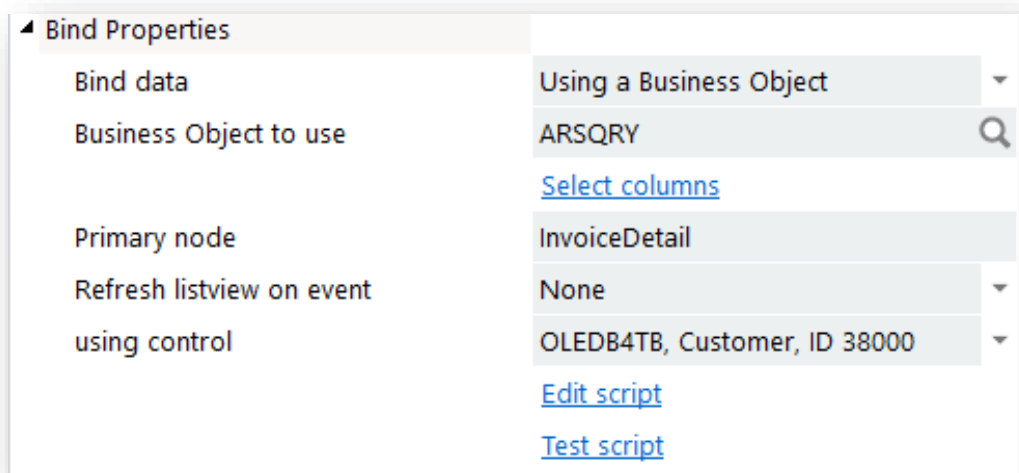 Bind Properties
Bind data Using a Business Object
Business Object to use ARSQRY
Select columns
Primary node InvoiceDetail
Refresh listview on event None
using control OLEDB4TB, Customer, ID 38000
Edit script
Test script